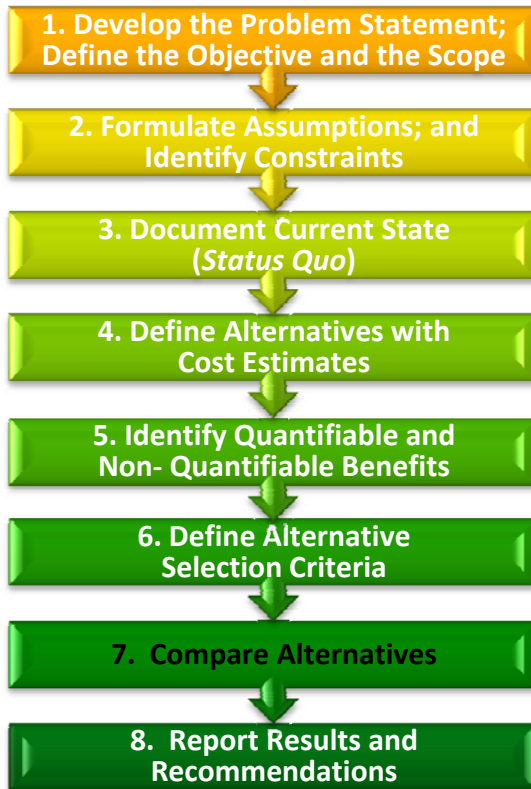 1. Develop the Problem Statement;
Define the Objective and the Scope
2. Formulate Assumptions; and
Identify Constraints
3. Document Current State
(Status Quo)
4. Define Alternatives with
Cost Estimates
5. Identify Quantifiable and
Non- Quantifiable Benefits
6. Define Alternative
Selection Criteria
7.  Compare Alternatives
8.  Report Results and
Recommendations